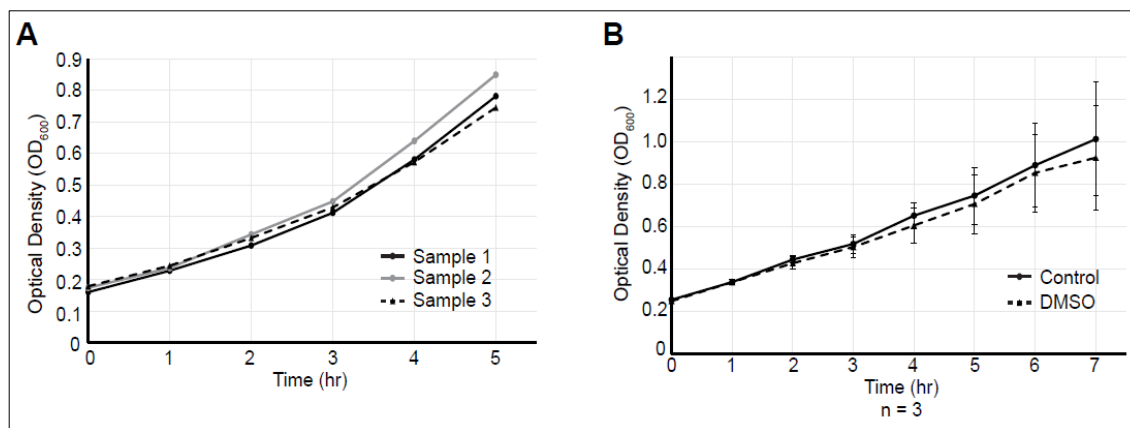 A
Optical Density (OD600)
0.9
0.8
0.7
0.6
0.5
0.4
0.3
0.2
0.1
0
Sample 1
Sample 2
Sample 3
0 1 2 3 4 5
Time (hr)
B
Optical Density (OD600)
1.2
1.0
0.8
0.6
0.4
0.2
0
Control
DMSO
0 1 2 3 4 5 6 7
Time (hr)
n = 3